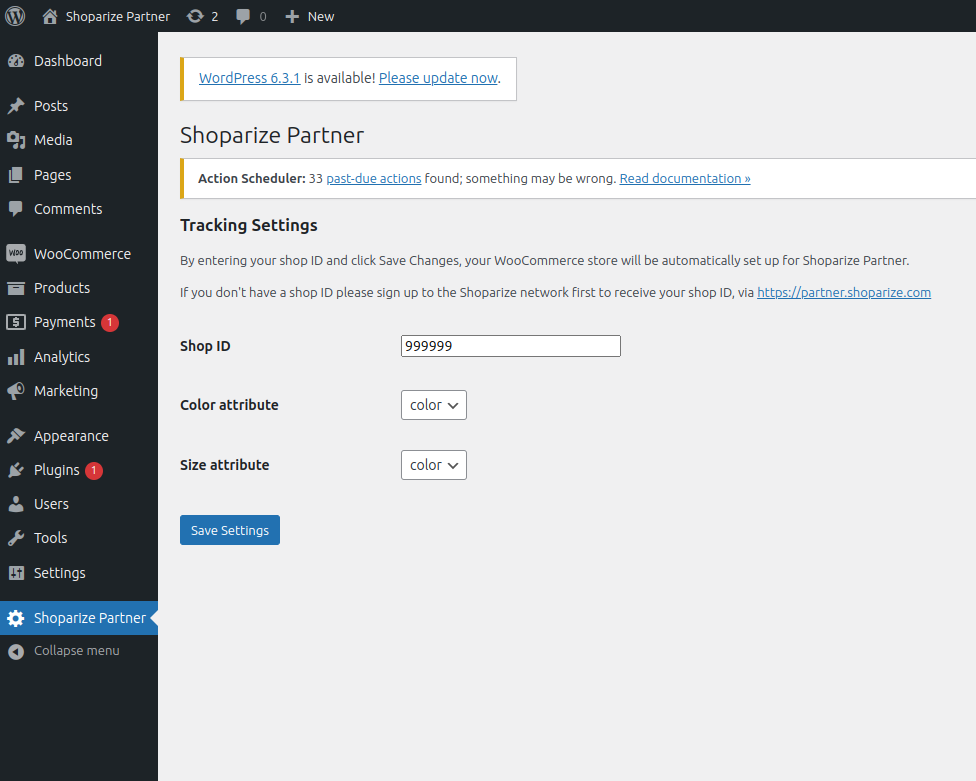 Shoparize Partner 2 0 New
Dashboard
Posts
Media
Pages
Comments
WooCommerce
Products
Payments 1
Analytics
Marketing
Appearance
Plugins 1
Users
Tools
Settings
Shoparize Partner
Collapse menu
WordPress 6.3.1 is available! Please update now.
Shoparize Partner
Action Scheduler: 33 past-due actions found; something may be wrong. Read documentation »
Tracking Settings
By entering your shop ID and click Save Changes, your WooCommerce store will be automatically set up for Shoparize Partner.
If you don't have a shop ID please sign up to the Shoparize network first to receive your shop ID, via https://partner.shoparize.com
Shop ID 999999
Color attribute color
Size attribute color
Save Settings